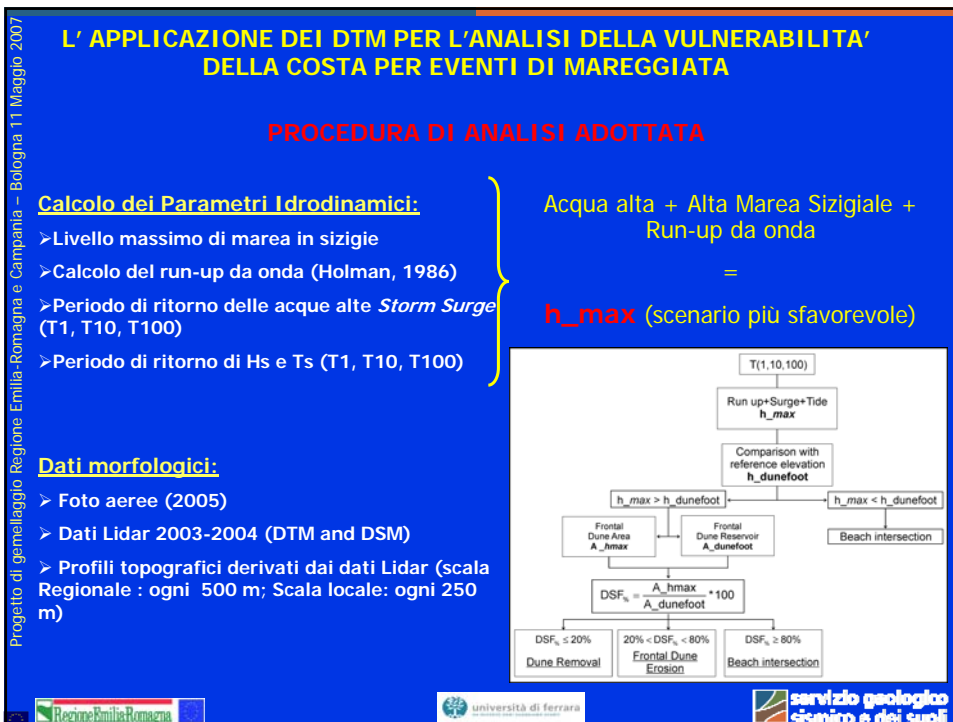 Progetto di gemellaggio Regione Emilia-Romagna e Campania – Bologna 11 Maggio 2007
L' APPLICAZIONE DEI DTM PER L'ANALISI DELLA VULNERABILITA'
DELLA COSTA PER EVENTI DI MAREGGIATA
PROCEDURA DI ANALISI ADOTTATA
Calcolo dei Parametri Idrodinamici:
➢Livello massimo di marea in sizigie
➢Calcolo del run-up da onda (Holman, 1986)
➢Periodo di ritorno delle acque alte Storm Surge
(T1, T10, T100)
➢Periodo di ritorno di Hs e Ts (T1, T10, T100)
Acqua alta + Alta Marea Sizigiale +
Run-up da onda
=
h_max (scenario più sfavorevole)
Dati morfologici:
➢ Foto aeree (2005)
➢ Dati Lidar 2003-2004 (DTM and DSM)
➢ Profili topografici derivati dai dati Lidar (scala
Regionale : ogni 500 m; Scala locale: ogni 250
m)
T(1,10,100)
Run up+Surge+Tide
h_max
Comparison with
reference elevation
h_dunefoot
h_max > h_dunefoot
h_max < h_dunefoot
Frontal
Dune Area
A_hmax
Frontal
Dune Reservoir
A_dunefoot
Beach intersection
DSF% = A_hmax / A_dunefoot *100
DSF% ≤ 20%
Dune Removal
20% < DSF% < 80%
Frontal Dune
Erosion
DSF% ≥ 80%
Beach intersection
RegioneEmiliaRomagna
università di ferrara
servizio geologico
sismico e dei suoli